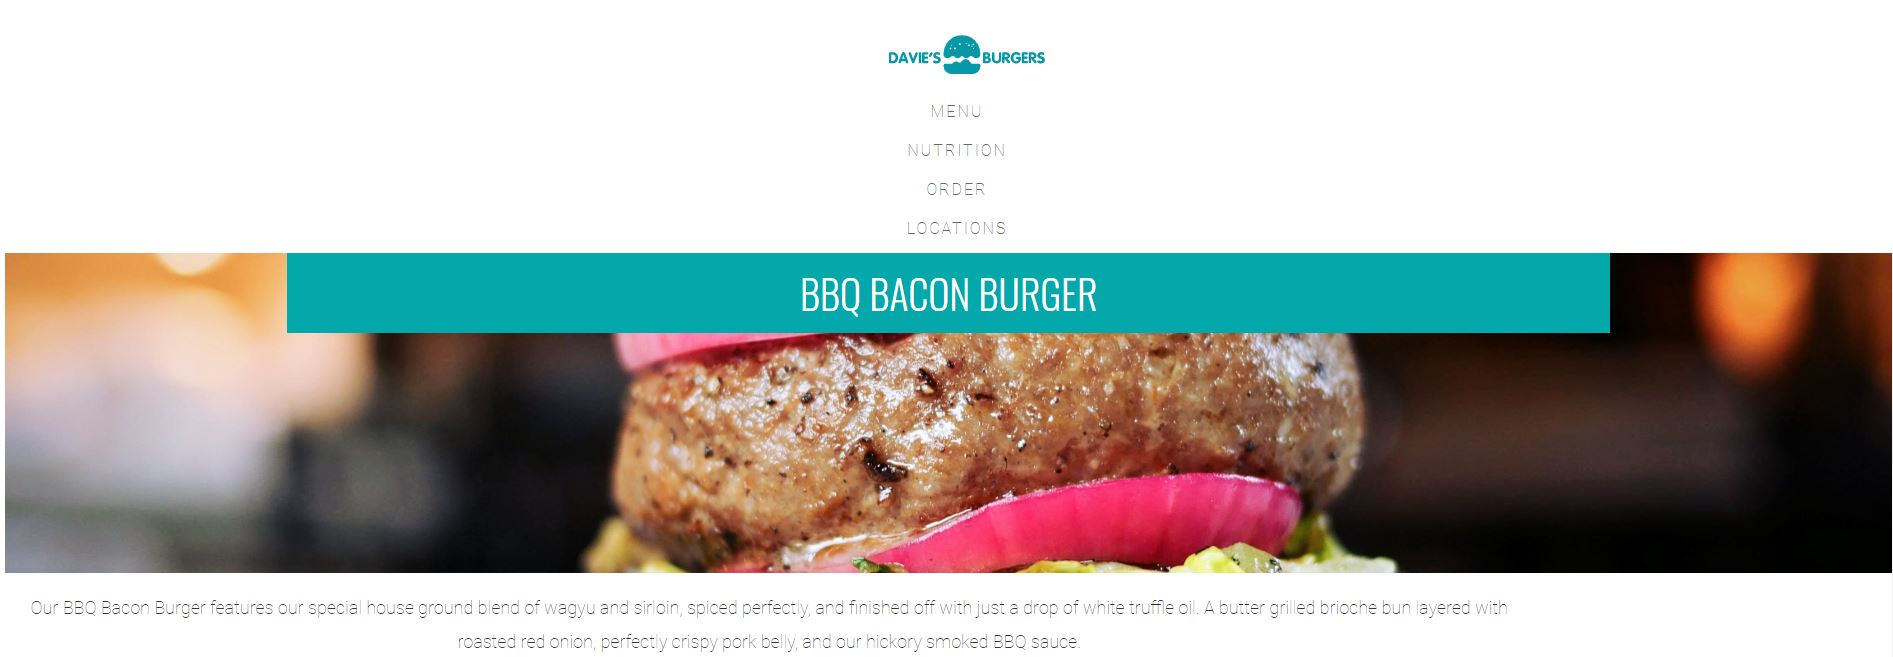 DAVIE'S BURGERS
MENU
NUTRITION
ORDER
LOCATIONS
BBQ BACON BURGER
Our BBQ Bacon Burger features our special house ground blend of wagyu and sirloin, spiced perfectly, and finished off with just a drop of white truffle oil. A butter grilled brioche bun layered with
roasted red onion, perfectly crispy pork belly, and our hickory smoked BBQ sauce.